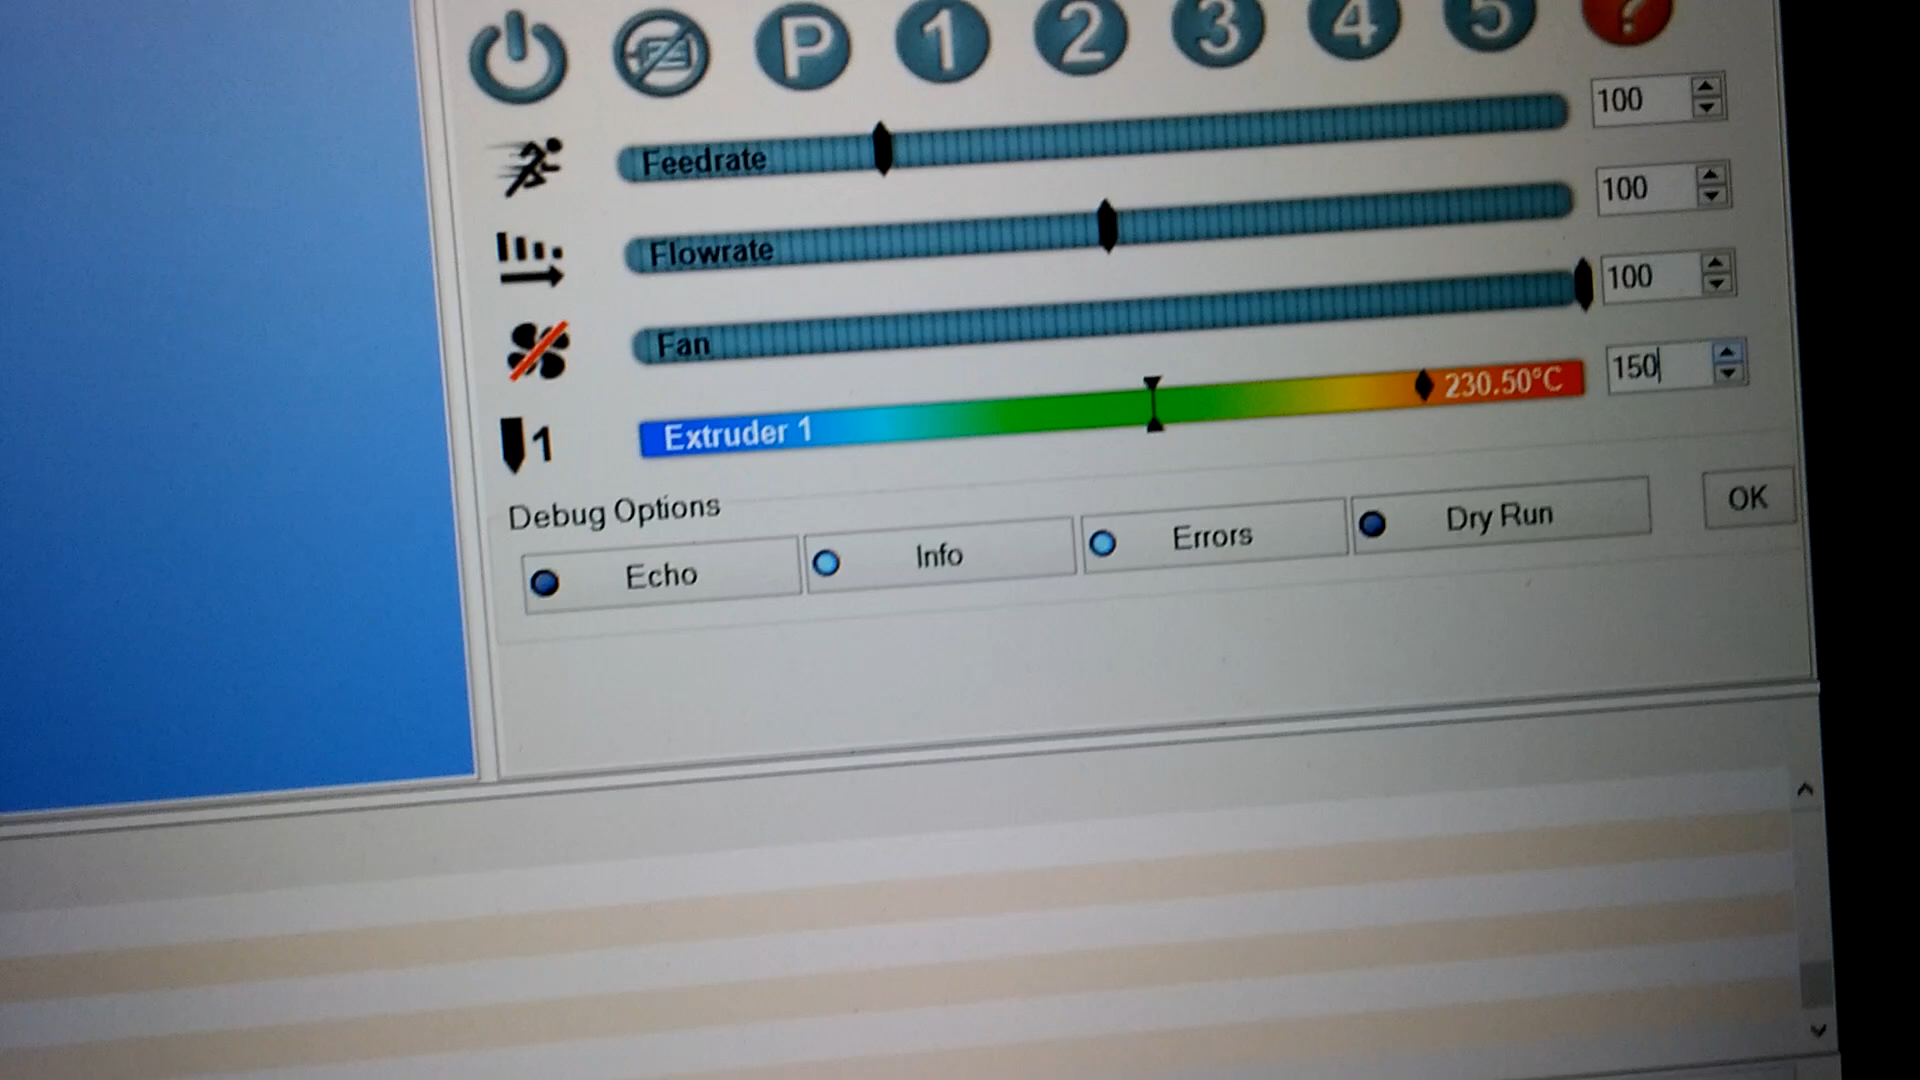 P 1 2 3 4 5 ?
Feedrate 100
Flowrate 100
Fan 100
1 Extruder 1 230.50°C 150
Debug Options
Echo Info Errors Dry Run OK